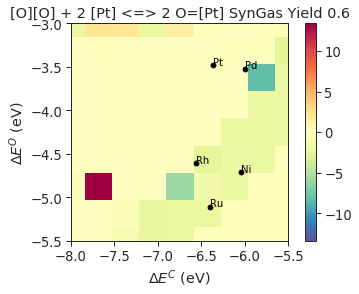 [O][O] + 2 [Pt] <=> 2 O=[Pt] SynGas Yield 0.6
−3.0
−3.5
−4.0
−4.5
−5.0
−5.5
ΔE^O (eV)
Pt
Pd
Rh
Ni
Ru
−8.0 −7.5 −7.0 −6.5 −6.0 −5.5
ΔE^C (eV)
10
5
0
−5
−10